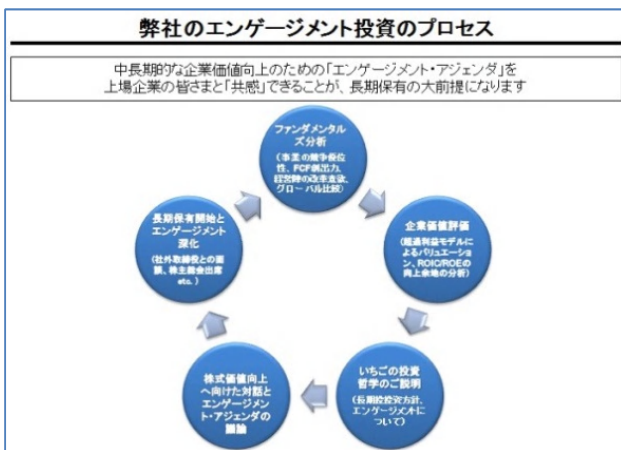 弊社のエンゲージメント投資のプロセス
中長期的な企業価値向上のための「エンゲージメント・アジェンダ」を
上場企業の皆さまと「共感」できることが、長期保有の大前提になります
ファンダメンタル
ズ分析
(事業の競争優位
性、FCF創出力、
経営陣の改革意欲、
グローバル比較)
企業価値評価
(超過利益モデルに
よるバリュエーショ
ン、ROIC/ROEの
向上余地の分析)
いちごの投資
哲学のご説明
(長期投資方針、エ
ンゲージメントに
ついて)
株式価値向上
へ向けた対話と
エンゲージメン
ト・アジェンダの
議論
長期保有開始と
エンゲージメント
深化
(社外取締役との面
談、株主総会出席
etc.)